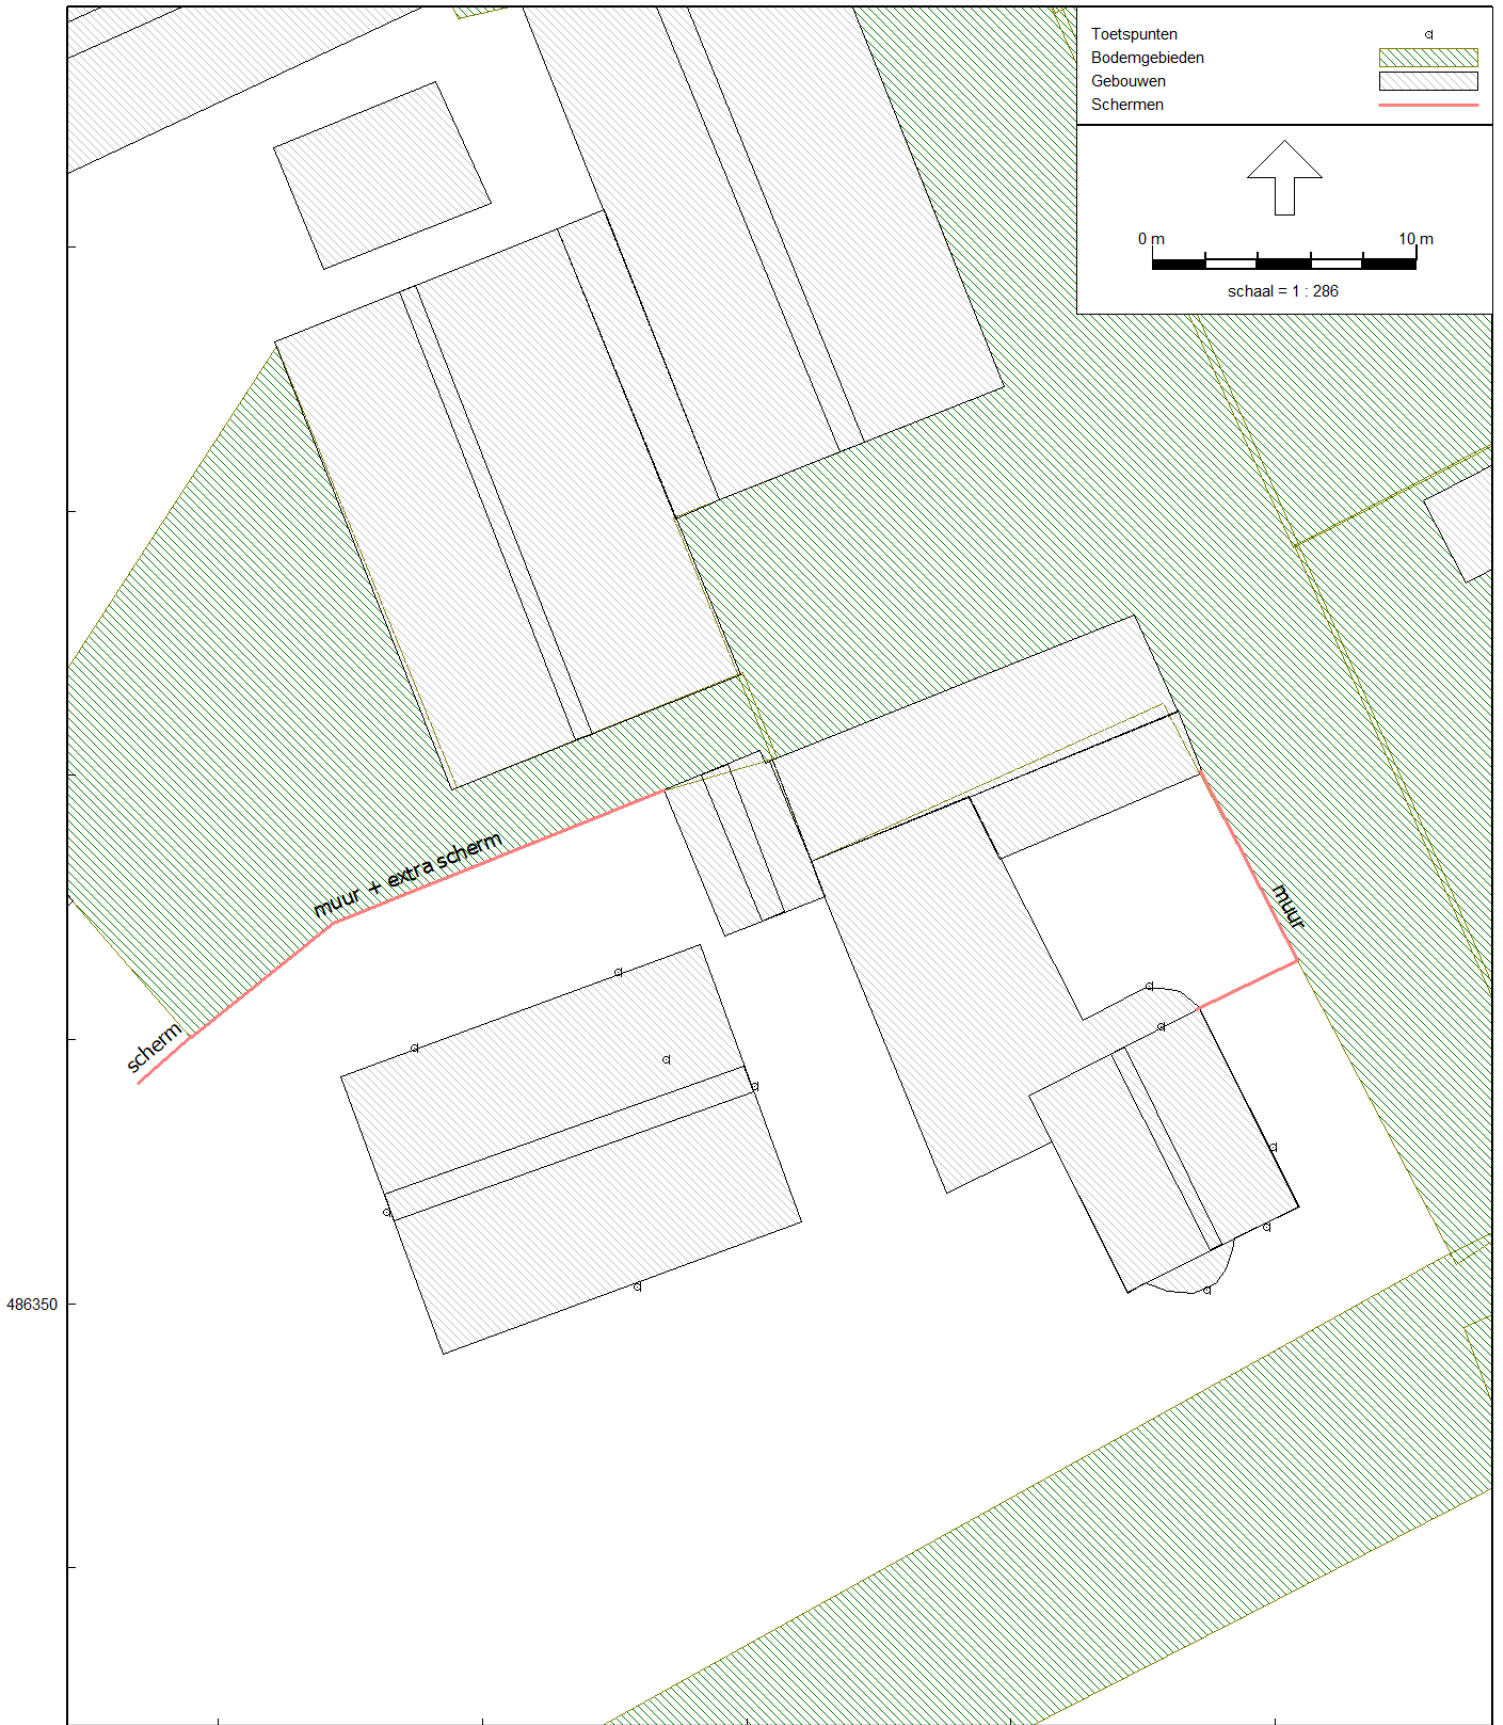 Toetspunten
Bodemgebieden
Gebouwen
Schermen
0 m 10 m
schaal = 1 : 286
muur + extra scherm
muur
scherm
486350